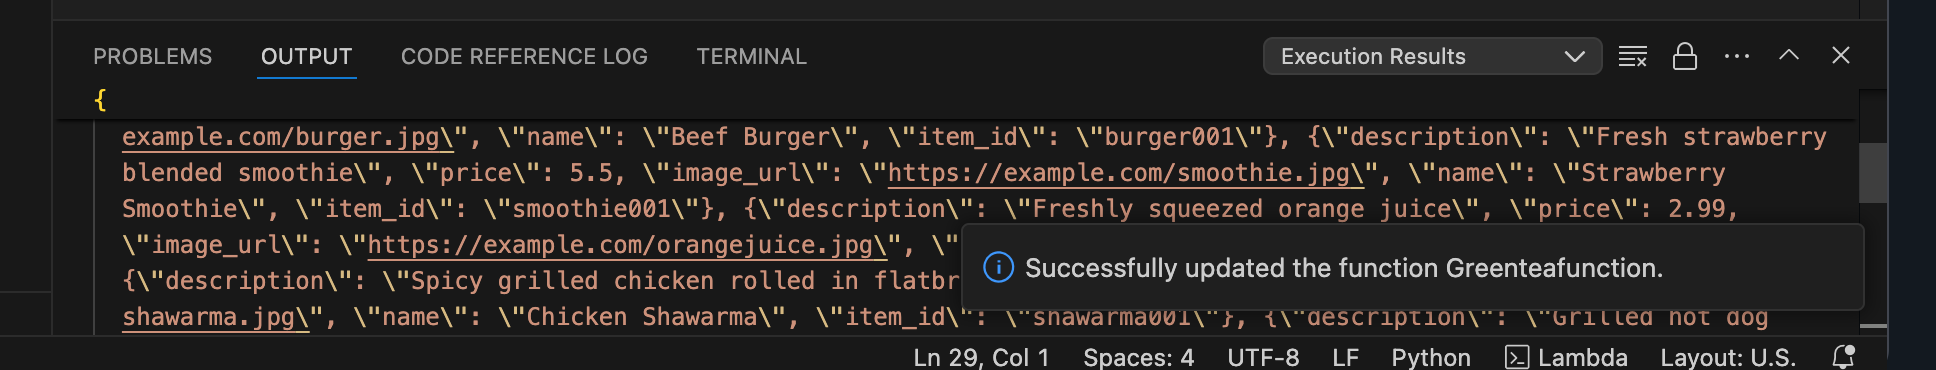 PROBLEMS OUTPUT CODE REFERENCE LOG TERMINAL Execution Results
{
example.com/burger.jpg\", \"name\": \"Beef Burger\", \"item_id\": \"burger001\"}, {\"description\": \"Fresh strawberry
blended smoothie\", \"price\": 5.5, \"image_url\": \"https://example.com/smoothie.jpg\", \"name\": \"Strawberry
Smoothie\", \"item_id\": \"smoothie001\"}, {\"description\": \"Freshly squeezed orange juice\", \"price\": 2.99,
\"image_url\": \"https://example.com/orangejuice.jpg\", \"
{\"description\": \"Spicy grilled chicken rolled in flatbr
Successfully updated the function Greenteafunction.
shawarma.jpg\", \"name\": \"Chicken Shawarma\", \"item_id\": \"shawarma001\"}, {\"description\": \"Grilled hot dog
Ln 29, Col 1 Spaces: 4 UTF-8 LF Python Lambda Layout: U.S.